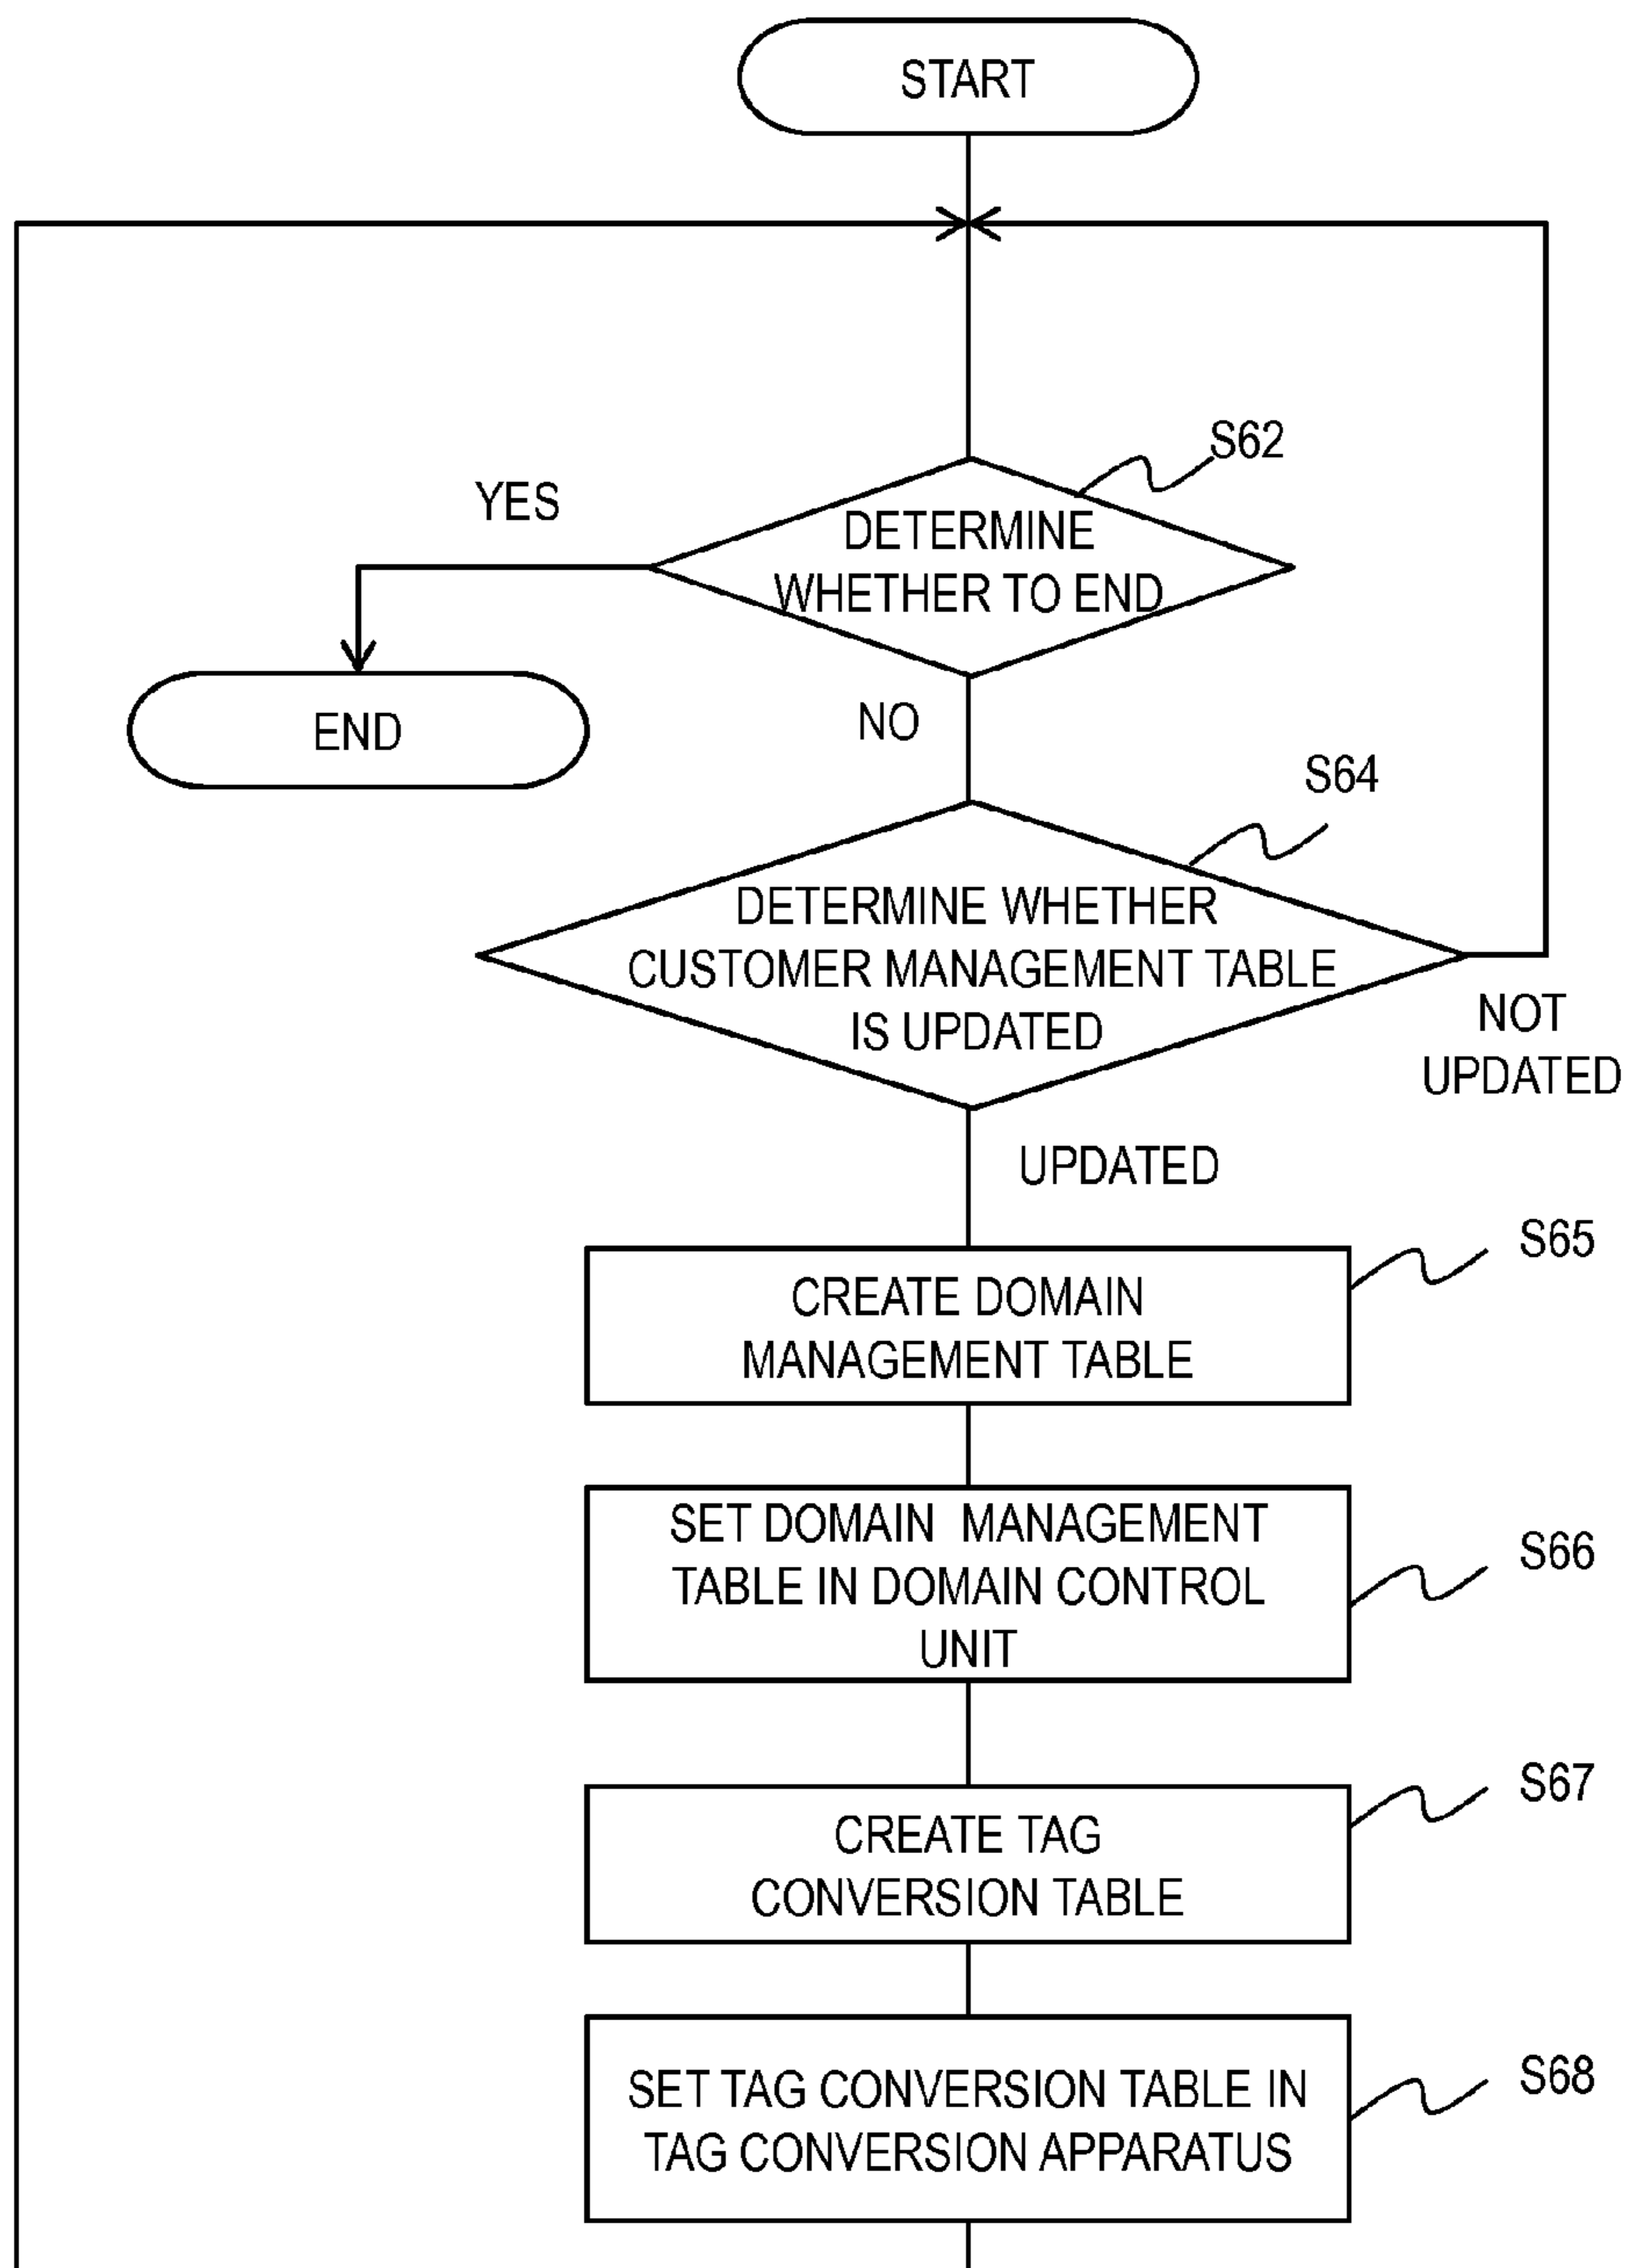 START
S62
YES
DETERMINE
WHETHER TO END
END
NO
S64
DETERMINE WHETHER
CUSTOMER MANAGEMENT TABLE
IS UPDATED
NOT
UPDATED
UPDATED
S65
CREATE DOMAIN
MANAGEMENT TABLE
SET DOMAIN MANAGEMENT
TABLE IN DOMAIN CONTROL
UNIT
S66
S67
CREATE TAG
CONVERSION TABLE
S68
SET TAG CONVERSION TABLE IN
TAG CONVERSION APPARATUS